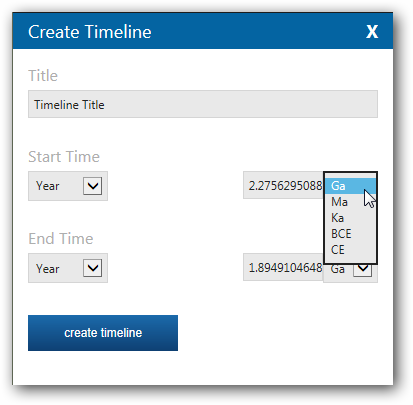 Create Timeline X
Title
Timeline Title
Start Time
Year 2.2756295088 Ga
Ma
Ka
BCE
CE
End Time
Year 1.8949104648 Ga
create timeline